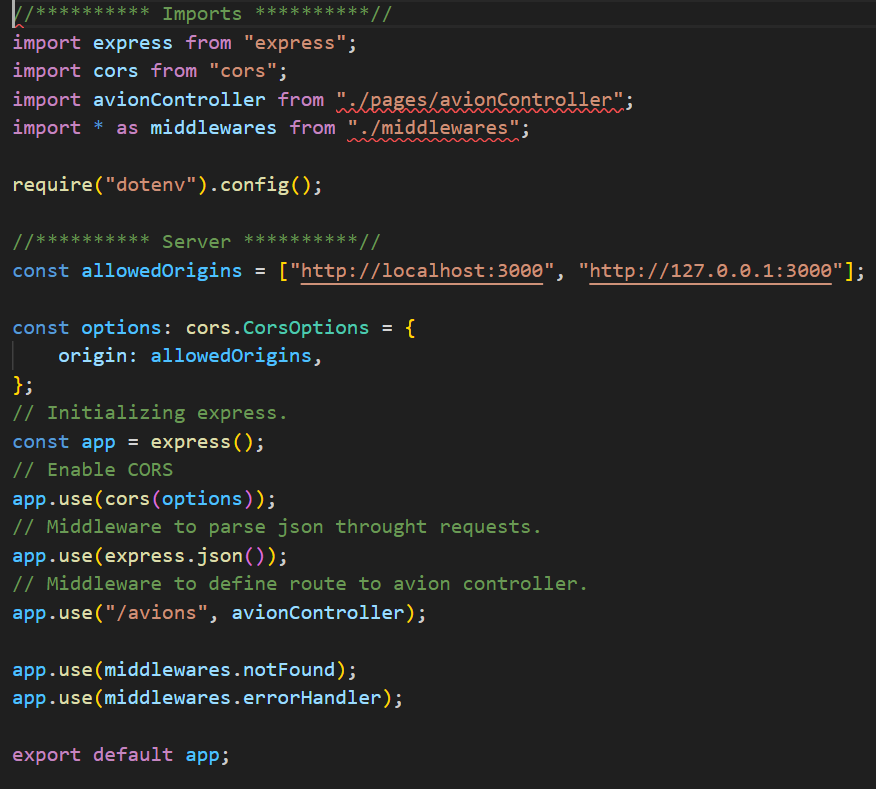 //********** Imports **********//
import express from "express";
import cors from "cors";
import avionController from "./pages/avionController";
import * as middlewares from "./middlewares";
require("dotenv").config();
//********** Server **********//
const allowedOrigins = ["http://localhost:3000", "http://127.0.0.1:3000"];
const options: cors.CorsOptions = {
    origin: allowedOrigins,
};
// Initializing express.
const app = express();
// Enable CORS
app.use(cors(options));
// Middleware to parse json throught requests.
app.use(express.json());
// Middleware to define route to avion controller.
app.use("/avions", avionController);
app.use(middlewares.notFound);
app.use(middlewares.errorHandler);
export default app;